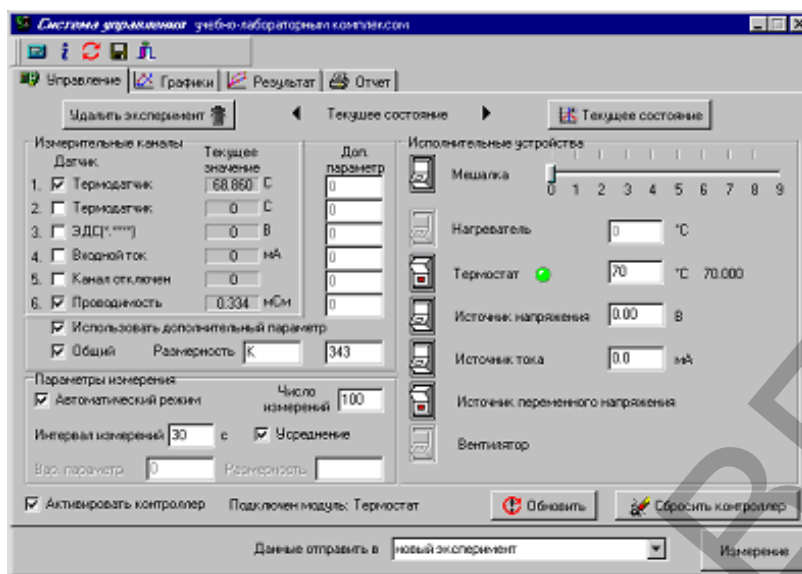 Система управления учебно-лабораторным комплексом
Управление Графики Результат Отчет
Удалить эксперимент Текущее состояние Текущее состояние
Измерительные каналы Исполнительные устройства
Датчик Текущее значение Доп. параметр
1. Термодатчик 68.860 С 0
2. Термодатчик 0 С 0
3. ЭДС(*.****) 0 В 0
4. Входной ток 0 мА 0
5. Канал отключен 0 0
6. Проводимость 0.334 мСм 0
Использовать дополнительный параметр
Общий Размерность K 343
Мешалка 0 1 2 3 4 5 6 7 8 9
Нагреватель 0 °C
Термостат 70 °C 70.000
Источник напряжения 0.00 В
Источник тока 0.0 мА
Источник переменного напряжения
Вентилятор
Параметры измерения
Автоматический режим Число измерений 100
Интервал измерений 30 с Усреднение
Вар. параметр 0 Размерность
Активировать контроллер Подключен модуль: Термостат Обновить Сбросить контроллер
Данные отправить в новый эксперимент Измерение